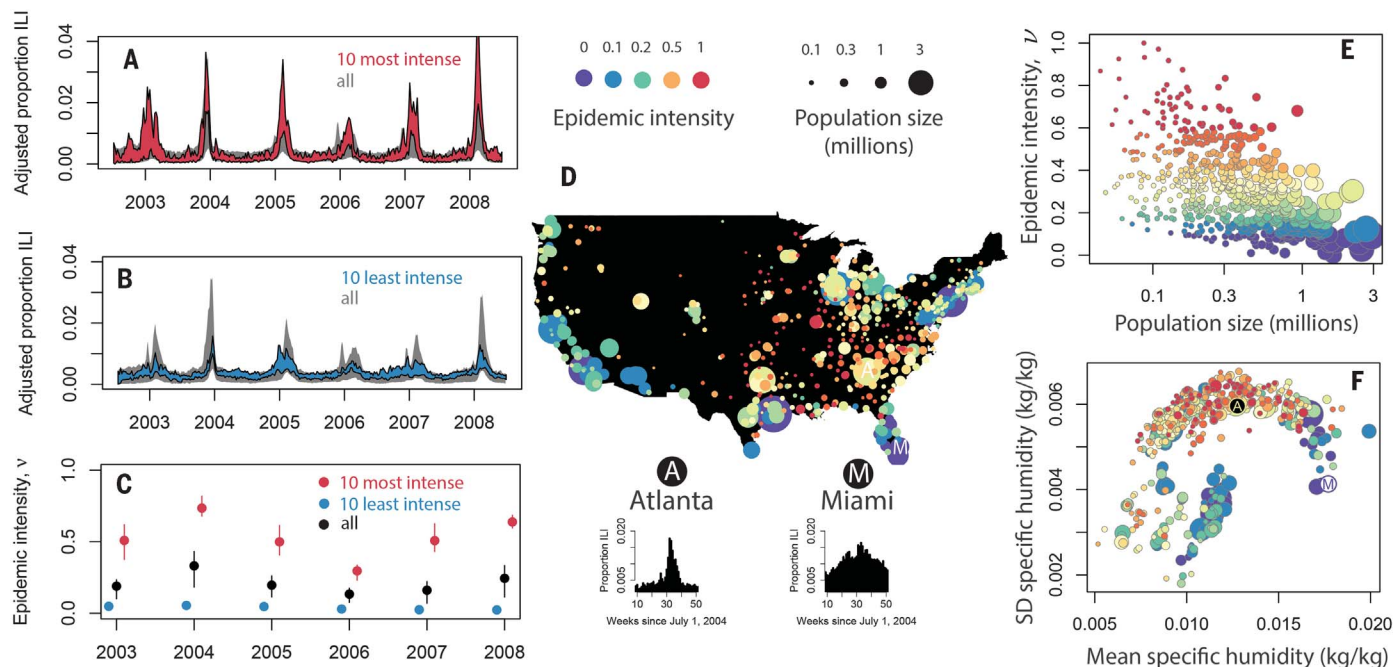 A
10 most intense
all
Adjusted proportion ILI
0.04
0.02
0.00
2003 2004 2005 2006 2007 2008
B
10 least intense
all
Adjusted proportion ILI
0.04
0.02
0.00
2003 2004 2005 2006 2007 2008
C
10 most intense
10 least intense
all
Epidemic intensity, ν
1.0
0.5
0.0
2003 2004 2005 2006 2007 2008
0 0.1 0.2 0.5 1
Epidemic intensity
0.1 0.3 1 3
Population size
(millions)
D
A
M
A
Atlanta
Proportion ILI
0.020
0.005
10 30 50
Weeks since July 1, 2004
M
Miami
Proportion ILI
0.020
0.005
10 30 50
Weeks since July 1, 2004
E
Epidemic intensity, ν
1.0
0.8
0.6
0.4
0.2
0.0
0.1 0.3 1 3
Population size (millions)
F
SD specific humidity (kg/kg)
0.006
0.004
0.002
A
M
0.005 0.010 0.015 0.020
Mean specific humidity (kg/kg)